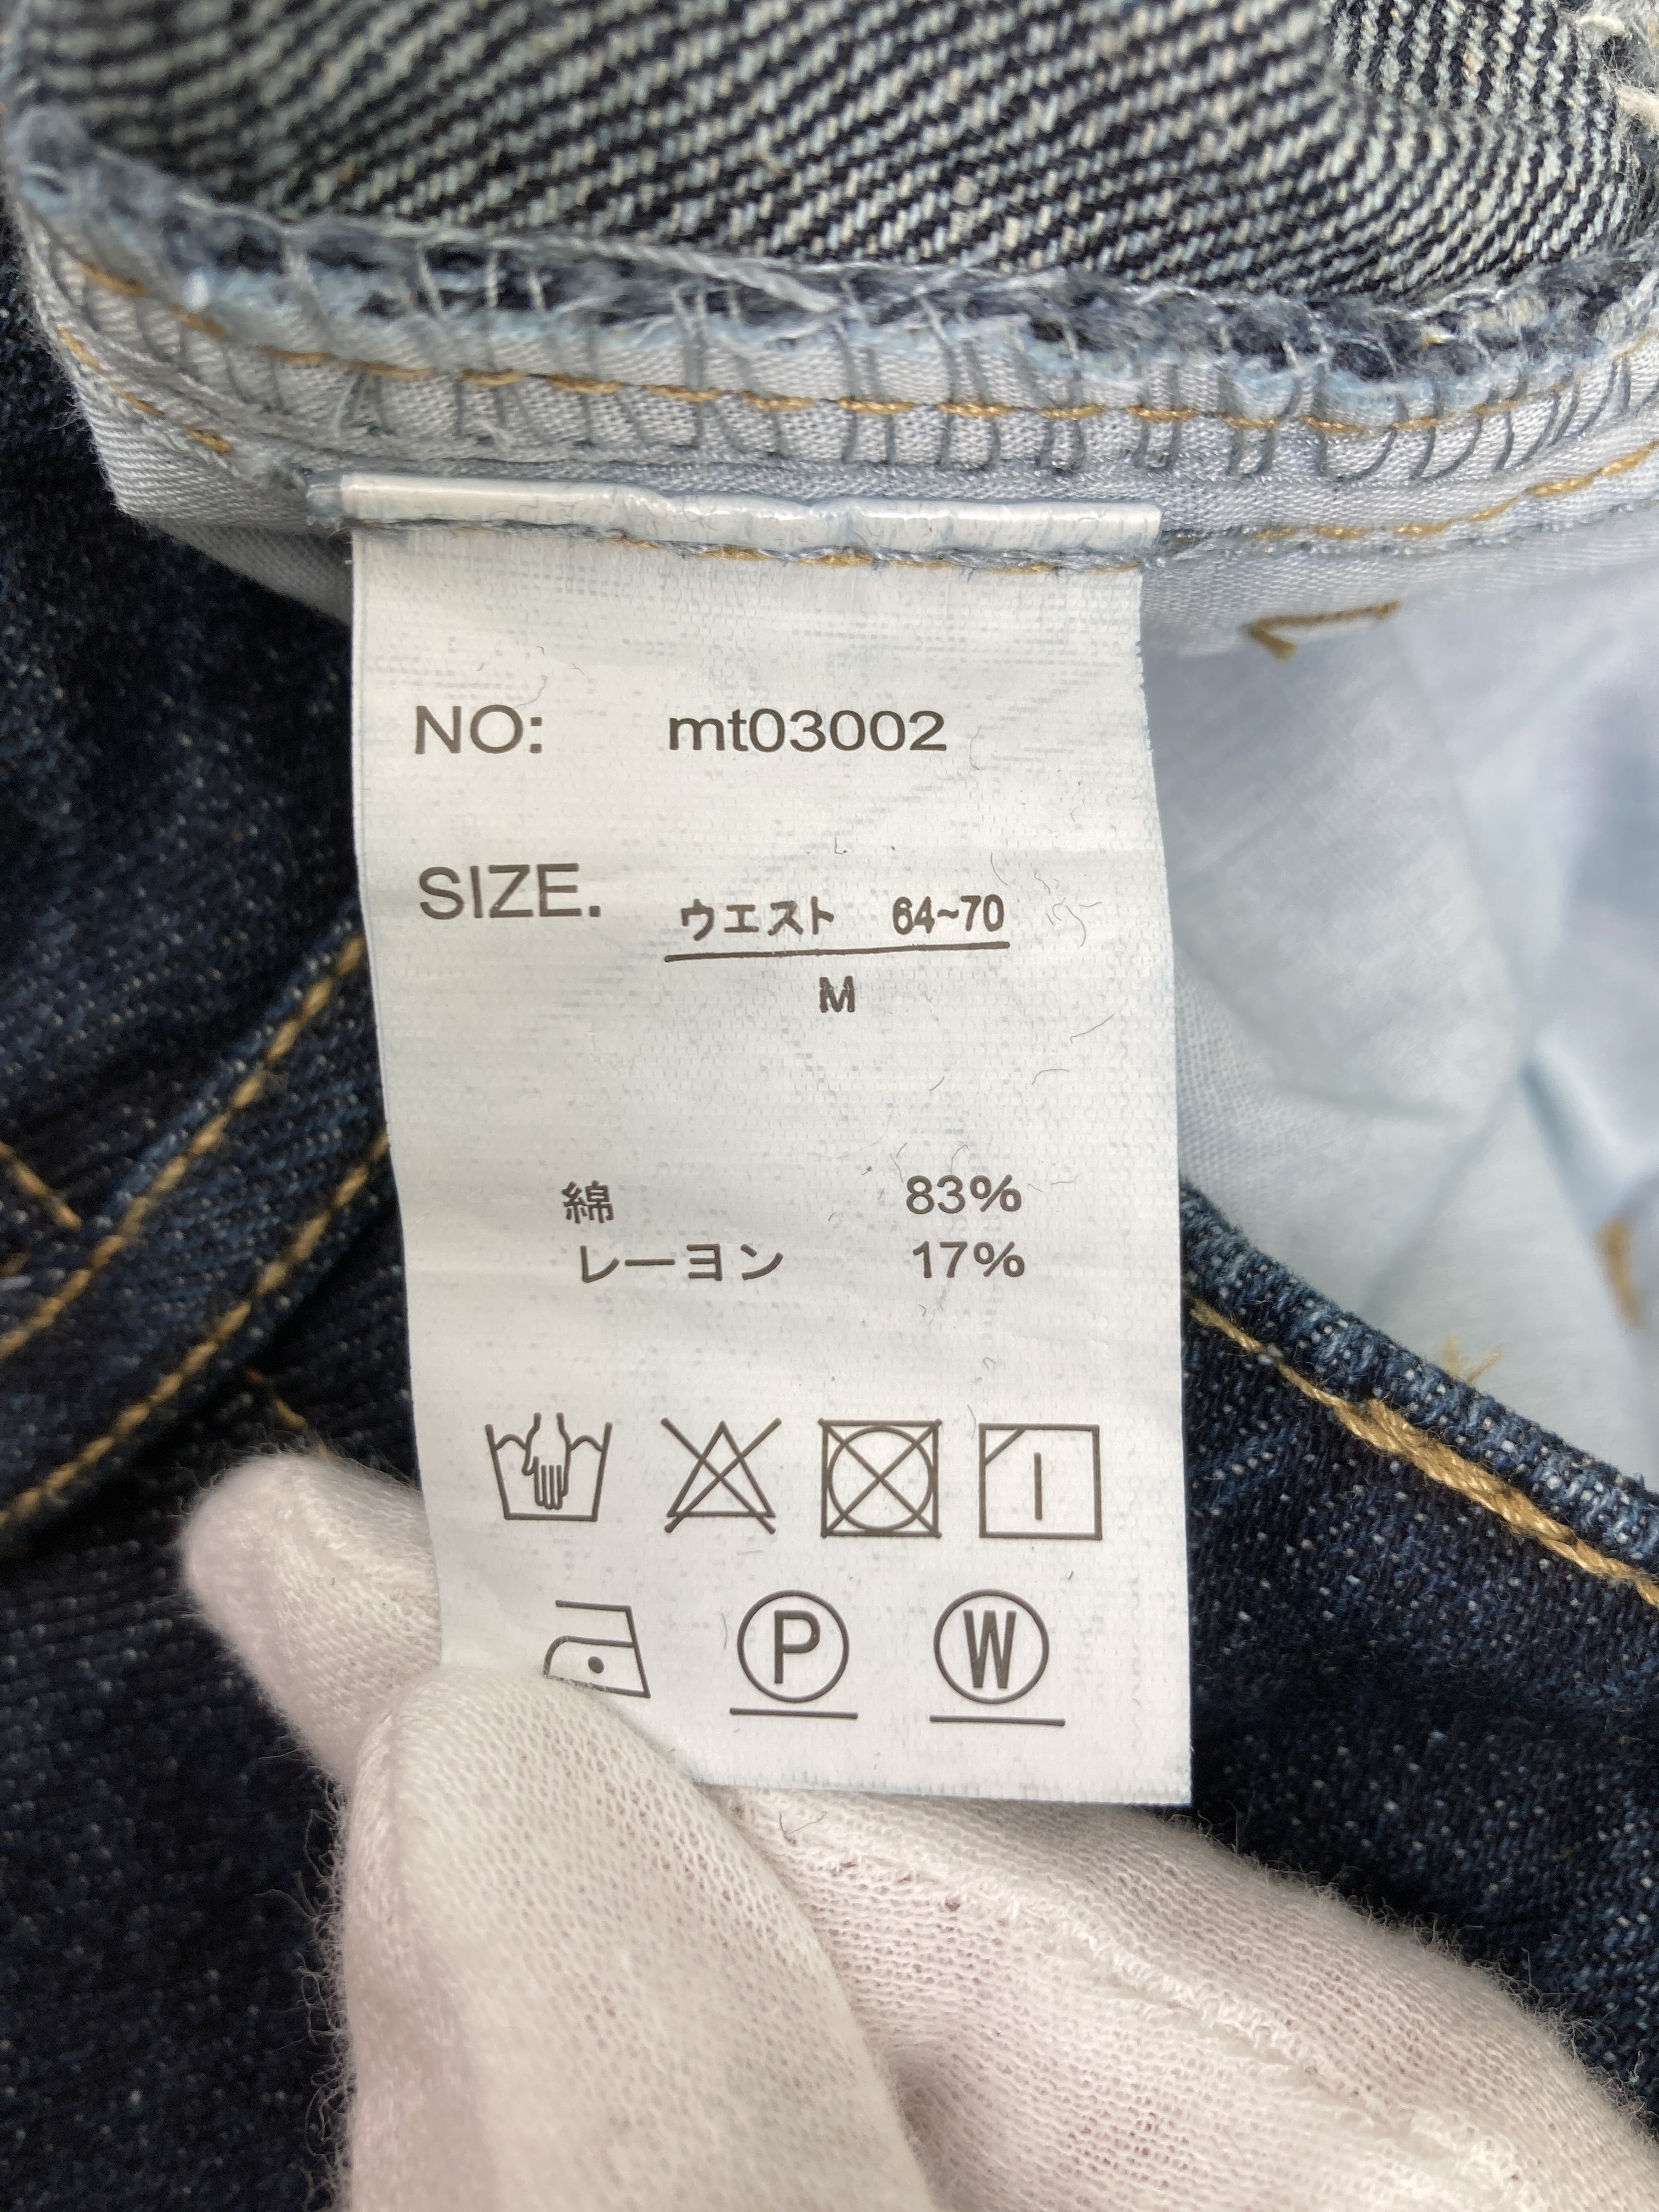 NO: mt03002
SIZE. ウエスト 64~70
M
綿 83%
レーヨン 17%
P W